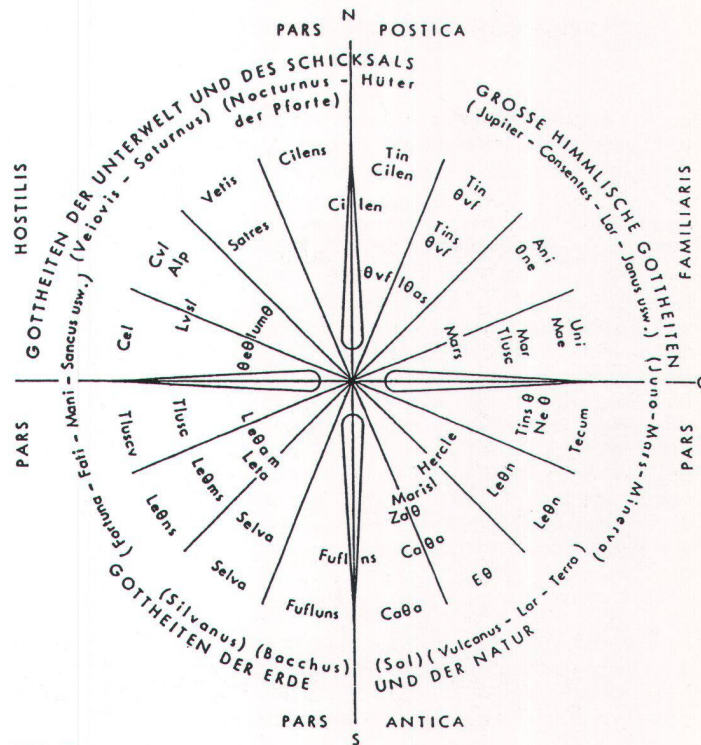 N
PARS POSTICA
GOTTHEITEN DER UNTERWELT UND DES SCHICKSALS
(Veiovis – Saturnus) (Nocturnus – Hüter
der Pforte)
GROSSE HIMMLISCHE GOTTHEITEN
(Jupiter – Consentes – Lar – Janus usw.) (Juno – Mars – Minerva)
HOSTILIS
FAMILIARIS
Cilens
Tin
Cilen
Cilen
Tin
θvf
Tins
θvf
Vetis
Satres
θvflθas
Ani
θne
Cvl
Alp
Lvsl
Cel
θeθlumθ
Mars
Mar
Tlusc
Uni
Mae
O
PARS
PARS
Tluscv
Tlusc
Leθam
Leta
Leθms
Leθns
Selva
Selva
Fufluns
Fufluns
Hercle
Marisl
Zaθ
Caθa
Caθa
Tins θ
Ne θ
Tecum
Leθn
Leθn
Eθ
(Fortuna – Fati – Mani – Sancus usw.)
(Silvanus) (Bacchus)
GOTTHEITEN DER ERDE
(Sol) (Vulcanus – Lar – Terra)
UND DER NATUR
PARS ANTICA
S